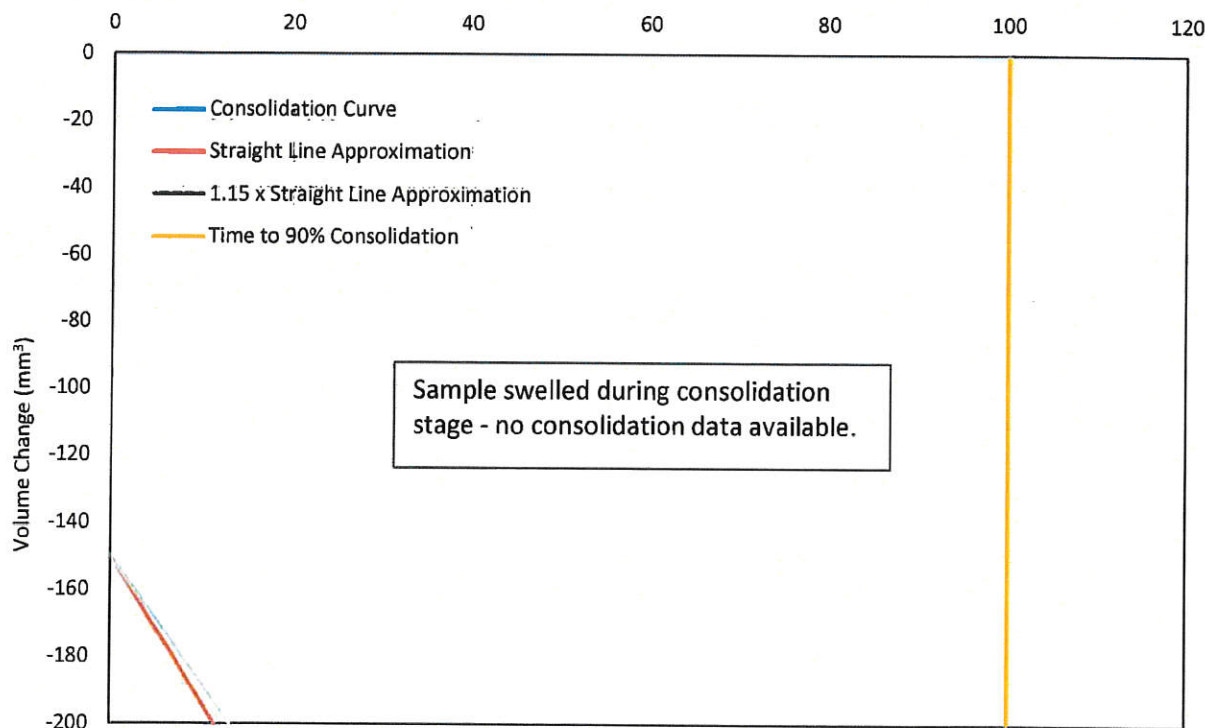 0 20 40 60 80 100 120
0
-20
-40
-60
-80
-100
-120
-140
-160
-180
-200
Volume Change (mm³)
Consolidation Curve
Straight Line Approximation
1.15 x Straight Line Approximation
Time to 90% Consolidation
Sample swelled during consolidation
stage - no consolidation data available.